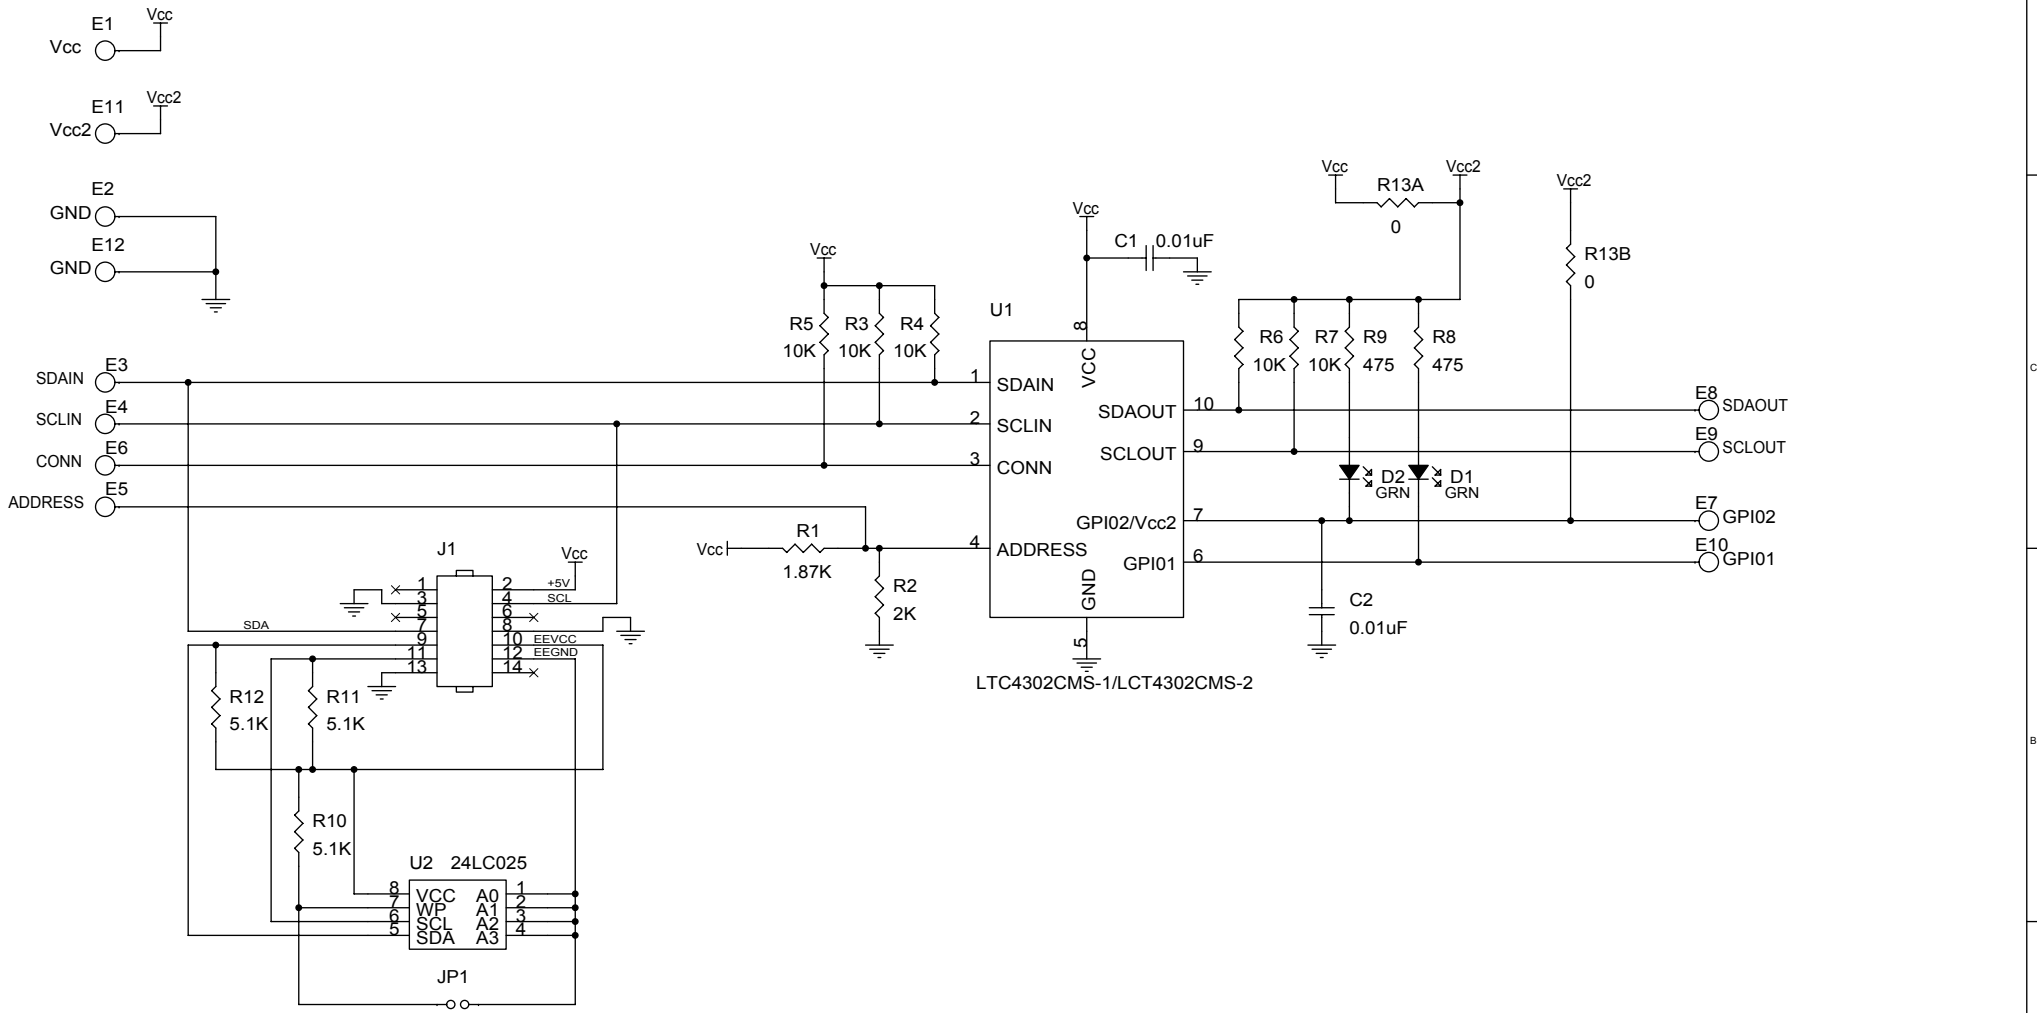 E1
Vcc
Vcc
E11
Vcc2
Vcc2
E2
GND
E12
GND
E3
SDAIN
E4
SCLIN
E6
CONN
E5
ADDRESS
Vcc
R5
10K
R3
10K
R4
10K
Vcc
C1 0.01uF
U1
8
VCC
1 SDAIN
2 SCLIN
3 CONN
4 ADDRESS
SDAOUT 10
SCLOUT 9
GPI02/Vcc2 7
GPI01 6
GND
5
LTC4302CMS-1/LCT4302CMS-2
Vcc
R1
1.87K
R2
2K
Vcc
R13A
0
Vcc2
Vcc2
R13B
0
R6
10K
R7
10K
R9
475
R8
475
D2
GRN
D1
GRN
C2
0.01uF
E8
SDAOUT
E9
SCLOUT
E7
GPI02
E10
GPI01
J1
Vcc
1 2 +5V
3 4 SCL
5 6
SDA 7 8
9 10 EEVCC
11 12 EEGND
13 14
R12
5.1K
R11
5.1K
R10
5.1K
U2 24LC025
8 VCC A0 1
7 WP A1 2
6 SCL A2 3
5 SDA A3 4
JP1
C
B